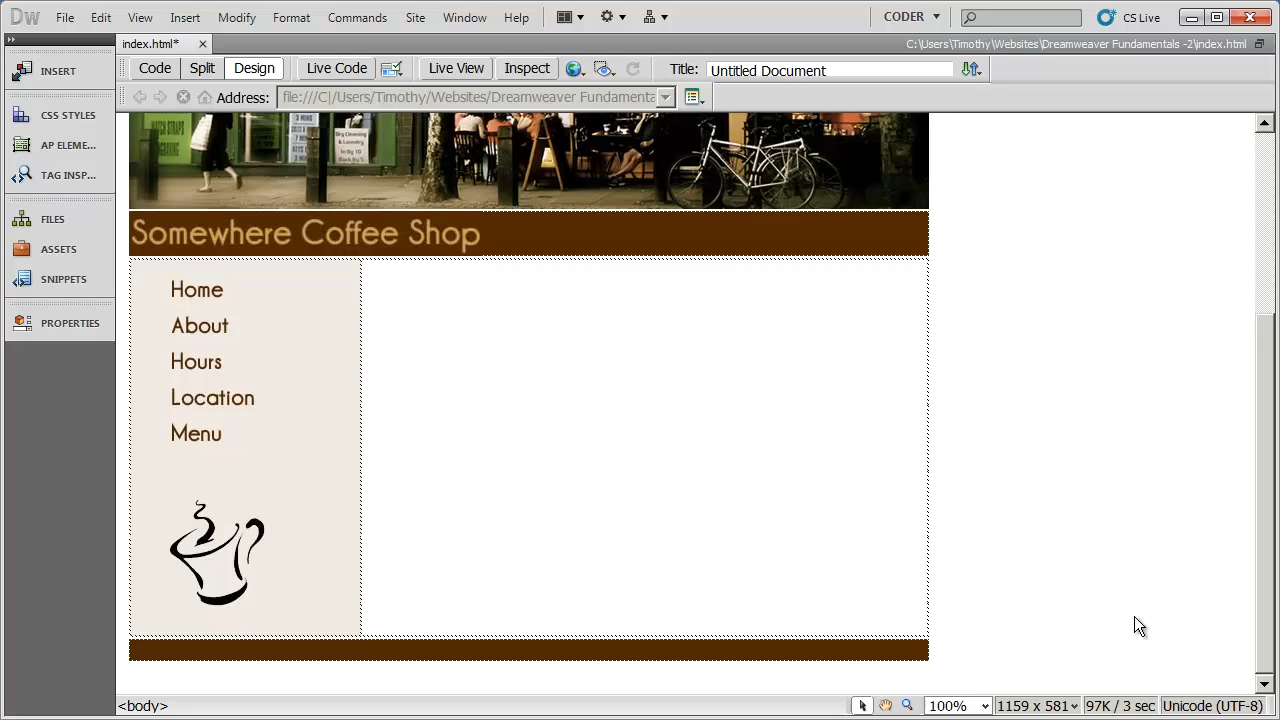 Dw File Edit View Insert Modify Format Commands Site Window Help CODER CS Live
index.html* C:\Users\Timothy\Websites\Dreamweaver Fundamentals -2\index.html
Code Split Design Live Code Live View Inspect Title: Untitled Document
Address: file:///C|/Users/Timothy/Websites/Dreamweaver Fundamenta
INSERT
CSS STYLES
AP ELEME...
TAG INSP...
FILES
ASSETS
SNIPPETS
PROPERTIES
Dry Cleaning
& Laundry
Somewhere Coffee Shop
Home
About
Hours
Location
Menu
<body> 100% 1159 x 581 97K / 3 sec Unicode (UTF-8)